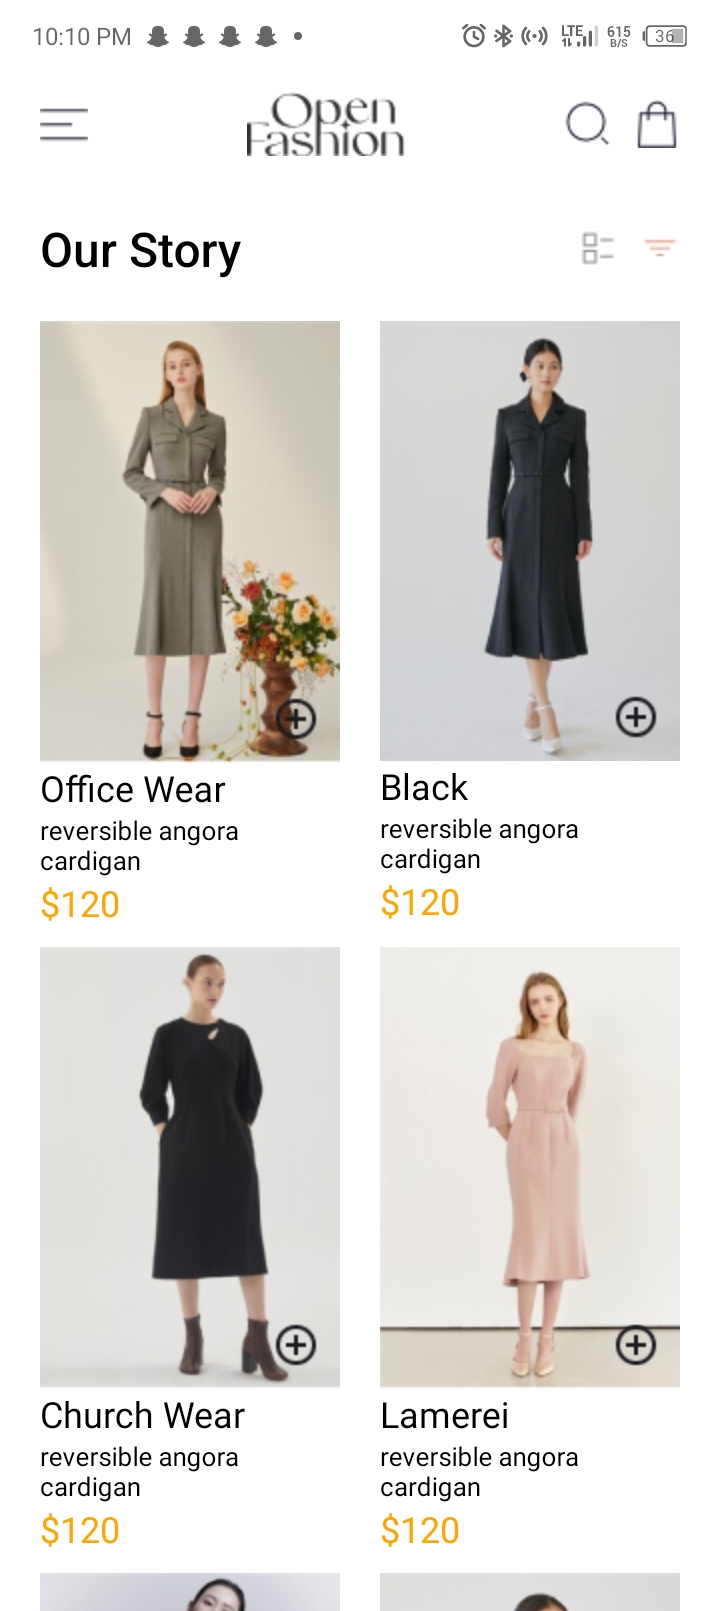 10:10 PM LTE 615 B/S 36
Open
Fashion
Our Story
Office Wear
reversible angora
cardigan
$120
Black
reversible angora
cardigan
$120
Church Wear
reversible angora
cardigan
$120
Lamerei
reversible angora
cardigan
$120